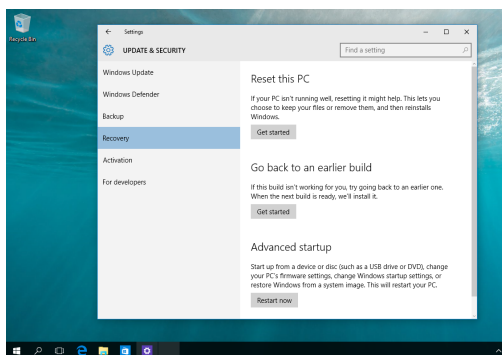 Recycle Bin
Settings
UPDATE & SECURITY
Find a setting
Windows Update
Windows Defender
Backup
Recovery
Activation
For developers
Reset this PC
If your PC isn't running well, resetting it might help. This lets you
choose to keep your files or remove them, and then reinstalls
Windows.
Get started
Go back to an earlier build
If this build isn't working for you, try going back to an earlier one.
When the next build is ready, we'll install it.
Get started
Advanced startup
Start up from a device or disc (such as a USB drive or DVD), change
your PC's firmware settings, change Windows startup settings, or
restore Windows from a system image. This will restart your PC.
Restart now